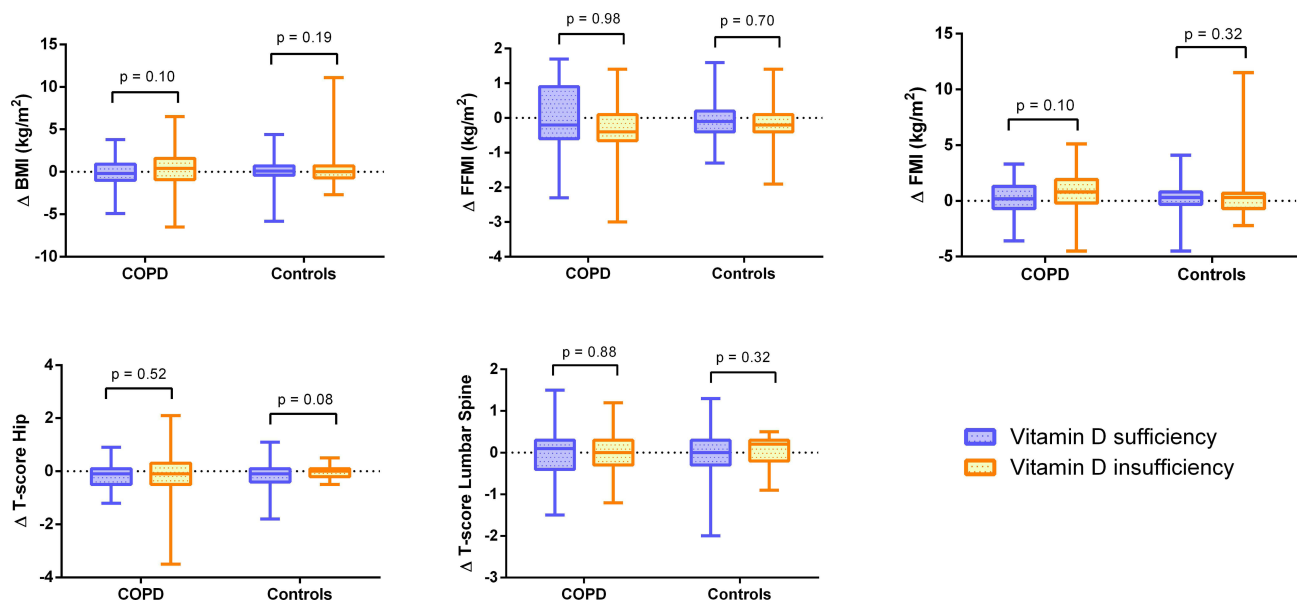 Δ BMI (kg/m²)
15
10
5
0
-5
-10
p = 0.10
p = 0.19
COPD
Controls
Δ FFMI (kg/m²)
2
1
0
-1
-2
-3
-4
p = 0.98
p = 0.70
COPD
Controls
Δ FMI (kg/m²)
15
10
5
0
-5
p = 0.10
p = 0.32
COPD
Controls
Δ T-score Hip
4
2
0
-2
-4
p = 0.52
p = 0.08
COPD
Controls
Δ T-score Lumbar Spine
2
1
0
-1
-2
-3
p = 0.88
p = 0.32
COPD
Controls
Vitamin D sufficiency
Vitamin D insufficiency